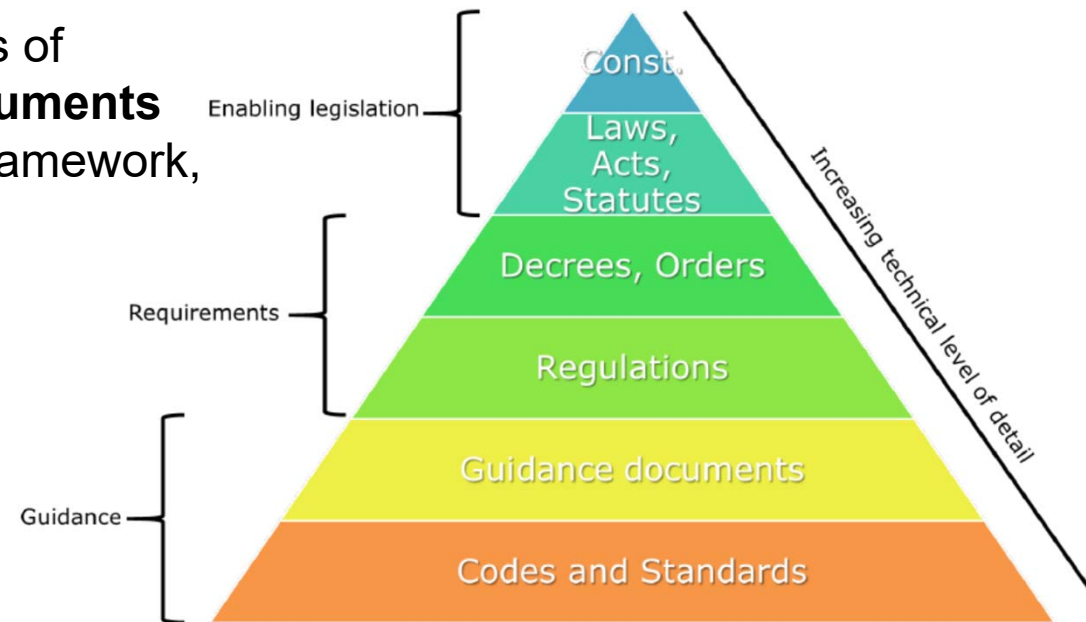 s of
uments
amework,
Enabling legislation
Const.
Laws,
Acts,
Statutes
Increasing technical level of detail
Requirements
Decrees, Orders
Regulations
Guidance
Guidance documents
Codes and Standards